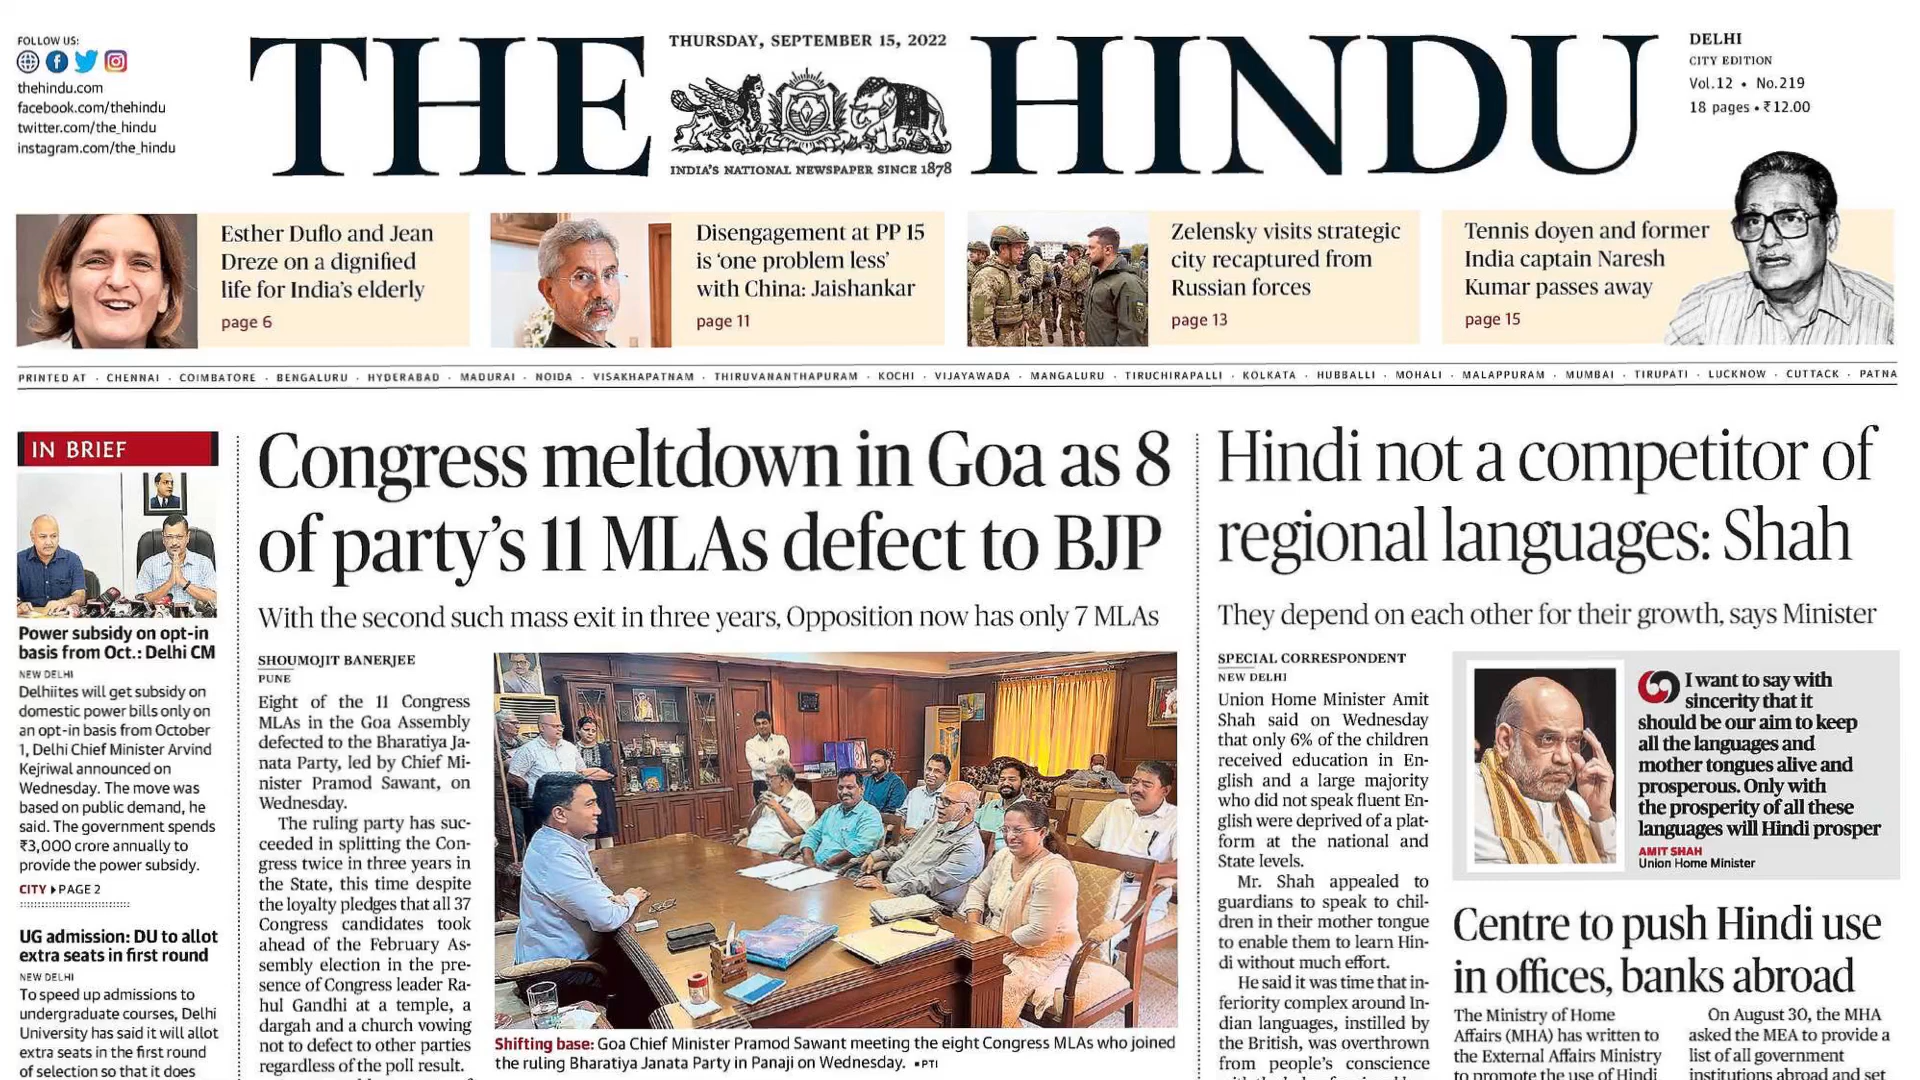 FOLLOW US:
thehindu.com
facebook.com/thehindu
twitter.com/the_hindu
instagram.com/the_hindu
THE HINDU
THURSDAY, SEPTEMBER 15, 2022
INDIA'S NATIONAL NEWSPAPER SINCE 1878
DELHI
CITY EDITION
Vol.12 • No.219
18 pages • ₹12.00
Esther Duflo and Jean
Dreze on a dignified
life for India's elderly
page 6
Disengagement at PP 15
is 'one problem less'
with China: Jaishankar
page 11
Zelensky visits strategic
city recaptured from
Russian forces
page 13
Tennis doyen and former
India captain Naresh
Kumar passes away
page 15
PRINTED AT · CHENNAI · COIMBATORE · BENGALURU · HYDERABAD · MADURAI · NOIDA · VISAKHAPATNAM · THIRUVANANTHAPURAM · KOCHI · VIJAYAWADA · MANGALURU · TIRUCHIRAPALLI · KOLKATA · HUBBALLI · MOHALI · MALAPPURAM · MUMBAI · TIRUPATI · LUCKNOW · CUTTACK · PATNA
IN BRIEF
Power subsidy on opt-in
basis from Oct.: Delhi CM
NEW DELHI
Delhiites will get subsidy on
domestic power bills only on
an opt-in basis from October
1, Delhi Chief Minister Arvind
Kejriwal announced on
Wednesday. The move was
based on public demand, he
said. The government spends
₹3,000 crore annually to
provide the power subsidy.
CITY ▸ PAGE 2
UG admission: DU to allot
extra seats in first round
NEW DELHI
To speed up admissions to
undergraduate courses, Delhi
University has said it will allot
extra seats in the first round
of selection so that it does
Congress meltdown in Goa as 8
of party's 11 MLAs defect to BJP
With the second such mass exit in three years, Opposition now has only 7 MLAs
SHOUMOJIT BANERJEE
PUNE
Eight of the 11 Congress
MLAs in the Goa Assembly
defected to the Bharatiya Ja-
nata Party, led by Chief Mi-
nister Pramod Sawant, on
Wednesday.
The ruling party has suc-
ceeded in splitting the Con-
gress twice in three years in
the State, this time despite
the loyalty pledges that all 37
Congress candidates took
ahead of the February As-
sembly election in the pre-
sence of Congress leader Ra-
hul Gandhi at a temple, a
dargah and a church vowing
not to defect to other parties
regardless of the poll result.
Shifting base: Goa Chief Minister Pramod Sawant meeting the eight Congress MLAs who joined
the ruling Bharatiya Janata Party in Panaji on Wednesday. ▪ PTI
Hindi not a competitor of
regional languages: Shah
They depend on each other for their growth, says Minister
SPECIAL CORRESPONDENT
NEW DELHI
Union Home Minister Amit
Shah said on Wednesday
that only 6% of the children
received education in En-
glish and a large majority
who did not speak fluent En-
glish were deprived of a plat-
form at the national and
State levels.
Mr. Shah appealed to
guardians to speak to chil-
dren in their mother tongue
to enable them to learn Hin-
di without much effort.
He said it was time that in-
feriority complex around In-
dian languages, instilled by
the British, was overthrown
from people's conscience
I want to say with
sincerity that it
should be our aim to keep
all the languages and
mother tongues alive and
prosperous. Only with
the prosperity of all these
languages will Hindi prosper
AMIT SHAH
Union Home Minister
Centre to push Hindi use
in offices, banks abroad
The Ministry of Home
Affairs (MHA) has written to
the External Affairs Ministry
to promote the use of Hindi
On August 30, the MHA
asked the MEA to provide a
list of all government
institutions abroad and set